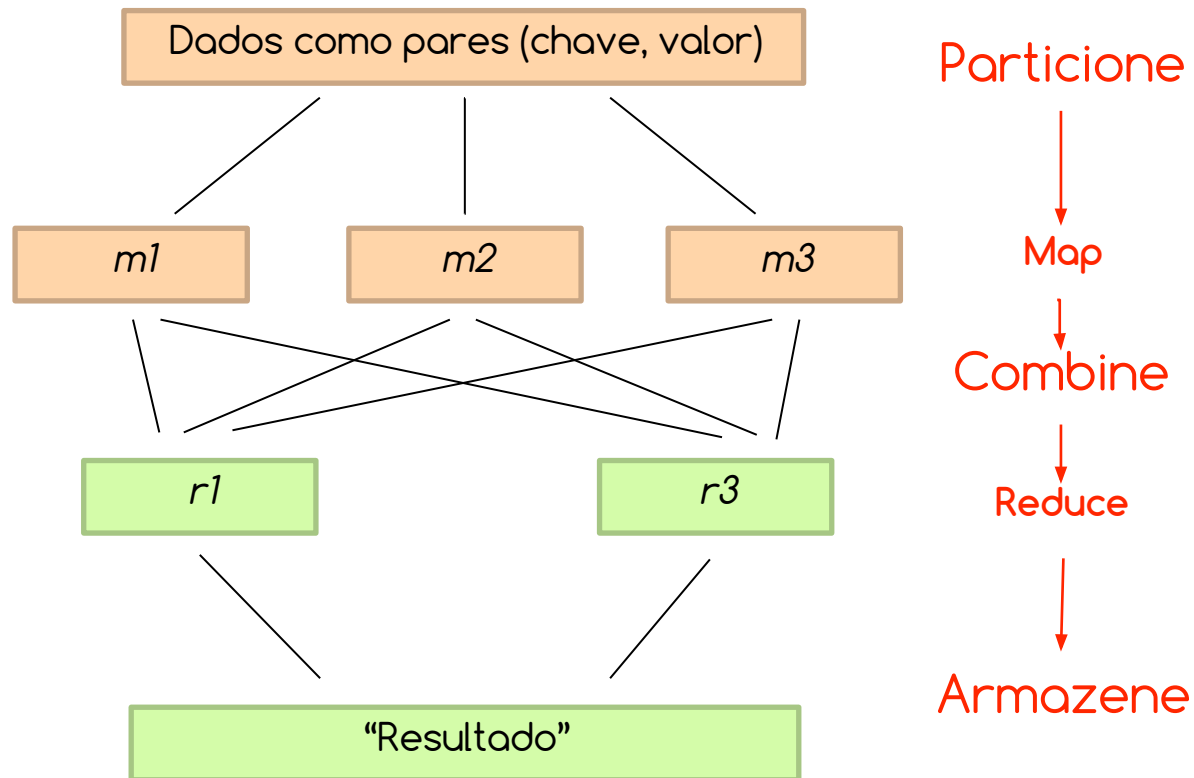 Dados como pares (chave, valor)
Particione
m1
m2
m3
Map
Combine
r1
r3
Reduce
Armazene
“Resultado”